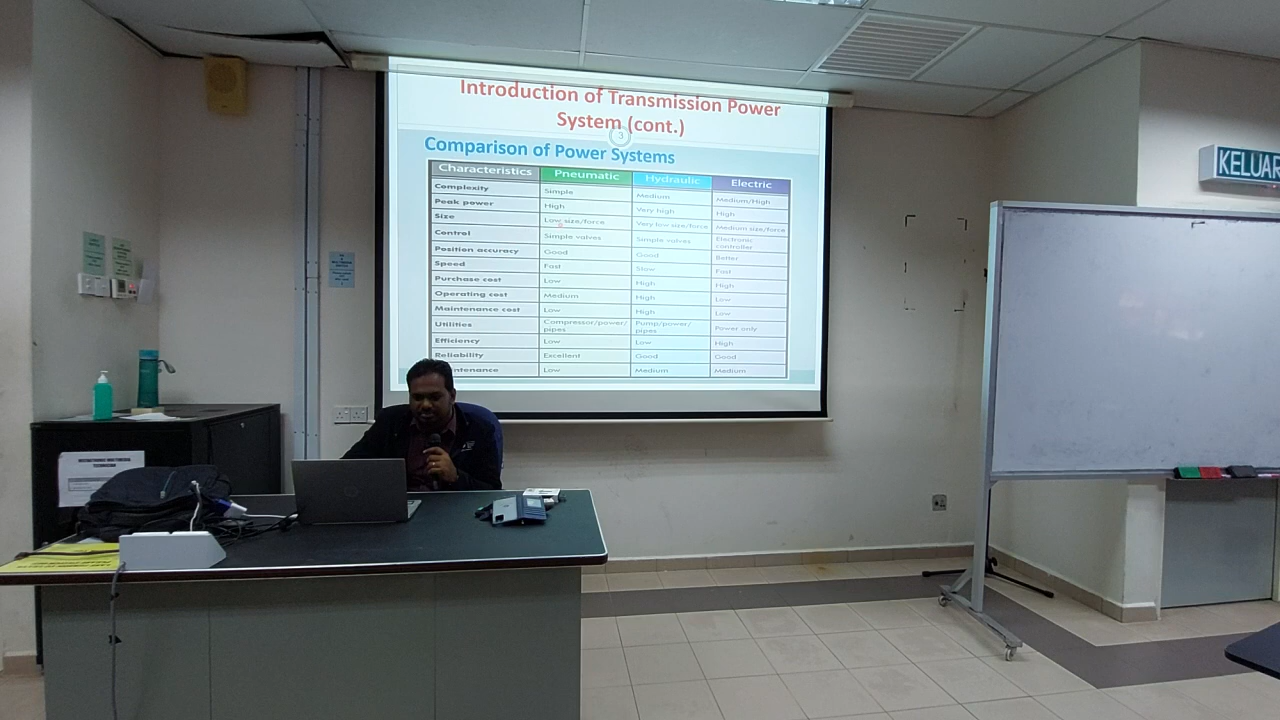 Introduction of Transmission Power
System (cont.)
3
Comparison of Power Systems
Characteristics Pneumatic Hydraulic Electric
Complexity Simple Medium Medium/High
Peak power High Very high High
Size Low size/force Very low size/force Medium size/force
Control Simple valves Simple valves Electronic controller
Position accuracy Good Good Better
Speed Fast Slow Fast
Purchase cost Low High High
Operating cost Medium High Low
Maintenance cost Low High Low
Utilities Compressor/power/pipes Pump/power/pipes Power only
Efficiency Low Low High
Reliability Excellent Good Good
Low Medium Medium
KELUAR